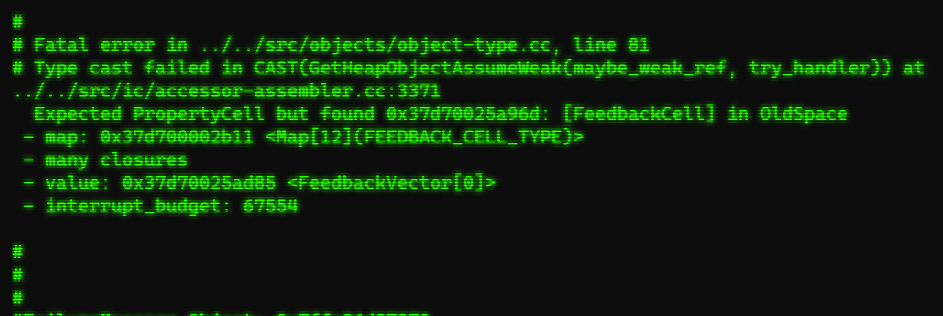 #
# Fatal error in ../../src/objects/object-type.cc, line 81
# Type cast failed in CAST(GetHeapObjectAssumeWeak(maybe_weak_ref, try_handler)) at
../../src/ic/accessor-assembler.cc:3371
Expected PropertyCell but found 0x37d70025a96d: [FeedbackCell] in OldSpace
- map: 0x37d700002b11 <Map[12](FEEDBACK_CELL_TYPE)>
- many closures
- value: 0x37d70025ad85 <FeedbackVector[0]>
- interrupt_budget: 67554
#
#
#